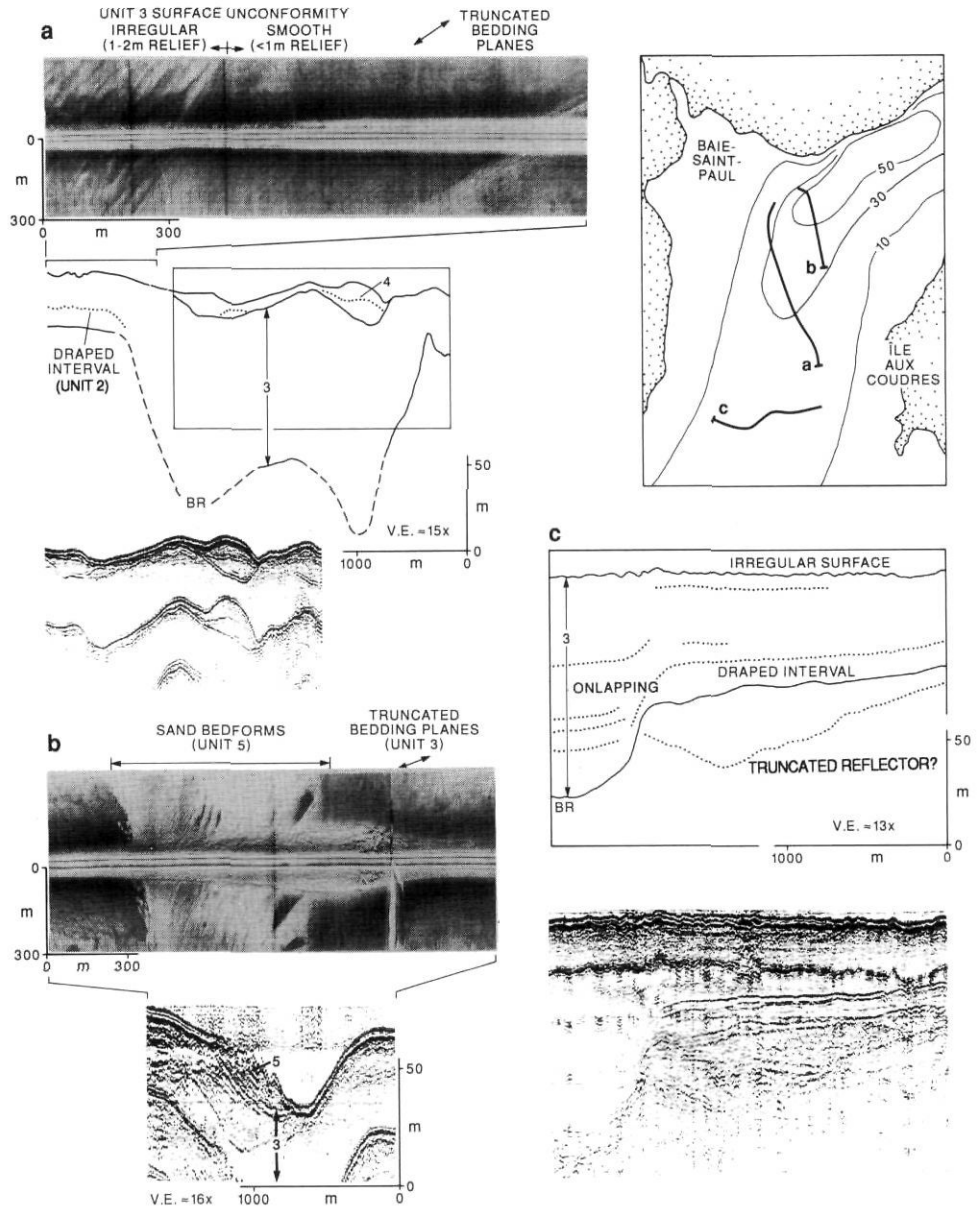 a
UNIT 3 SURFACE UNCONFORMITY
IRREGULAR
(1-2m RELIEF)
SMOOTH
(<1m RELIEF)
TRUNCATED
BEDDING
PLANES
0
m
300
0
m
300
4
DRAPED
INTERVAL
(UNIT 2)
3
50
BR
m
V.E. ≈15x
1000
m
0
0
BAIE-
SAINT-
PAUL
50
30
10
b
a
ÎLE
AUX
COUDRES
c
b
SAND BEDFORMS
(UNIT 5)
TRUNCATED
BEDDING PLANES
(UNIT 3)
0
m
300
0
m
300
5
50
3
m
V.E. ≈16x
1000
m
0
0
c
IRREGULAR SURFACE
3
DRAPED INTERVAL
ONLAPPING
50
TRUNCATED REFLECTOR?
m
BR
V.E. ≈13x
0
1000
m
0